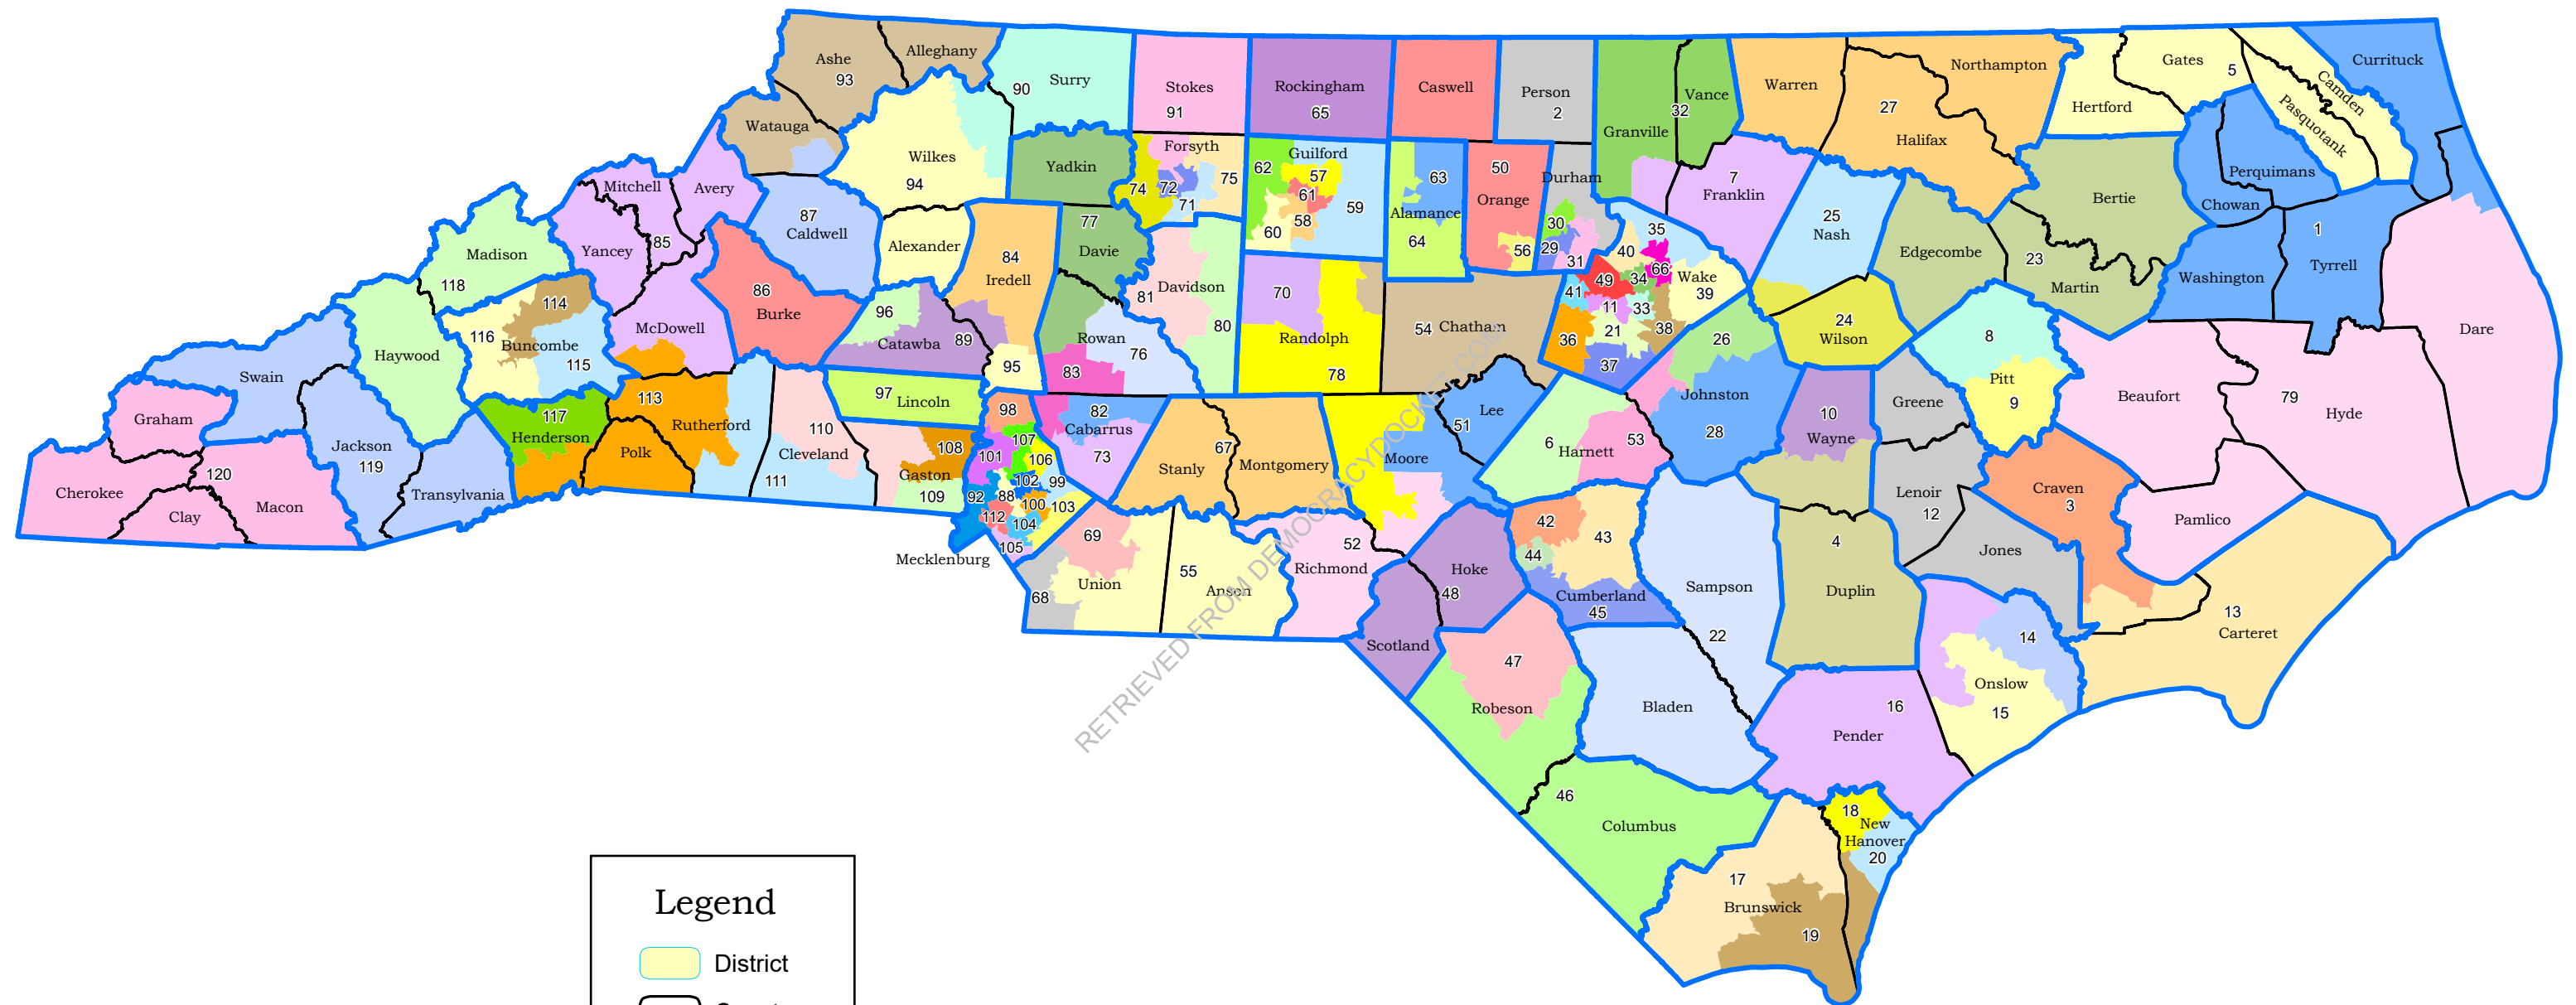 Ashe
93
Alleghany
90
Surry
Stokes
91
Rockingham
65
Caswell
Person
2
Granville
32
Vance
Warren
27
Northampton
Halifax
Hertford
Gates
5
Camden
Pasquotank
Currituck
Watauga
Wilkes
94
Yadkin
Forsyth
74
72
71
75
Guilford
62
57
61
58
60
59
63
Alamance
64
50
Orange
56
Durham
30
29
31
7
Franklin
25
Nash
Edgecombe
Bertie
23
Martin
Perquimans
Chowan
Washington
1
Tyrrell
Dare
Mitchell
Avery
85
Yancey
87
Caldwell
Alexander
84
Iredell
77
Davie
81
Davidson
80
70
Randolph
78
54
Chatham
35
40
66
49
34
Wake
39
41
11
33
21
38
36
37
26
24
Wilson
8
Pitt
9
Madison
118
114
116
Buncombe
115
McDowell
86
Burke
96
Catawba
89
95
Rowan
76
83
Haywood
Swain
Graham
Jackson
119
117
Henderson
113
Rutherford
Polk
110
Cleveland
111
97
Lincoln
108
Gaston
109
98
107
101
106
102
99
92
88
100
103
112
104
105
Mecklenburg
82
Cabarrus
73
67
Stanly
Montgomery
51
Lee
Moore
6
Harnett
53
Johnston
28
10
Wayne
Greene
Beaufort
79
Hyde
Cherokee
120
Macon
Clay
Transylvania
69
Union
68
55
Anson
52
Richmond
Hoke
48
Scotland
42
43
44
Cumberland
45
Sampson
22
4
Duplin
Lenoir
12
Craven
3
Jones
Pamlico
13
Carteret
14
Onslow
15
47
Robeson
Bladen
16
Pender
46
Columbus
18
New
Hanover
20
17
Brunswick
19
RETRIEVED FROM DEMOCRACYDOCKET.COM
Legend
District